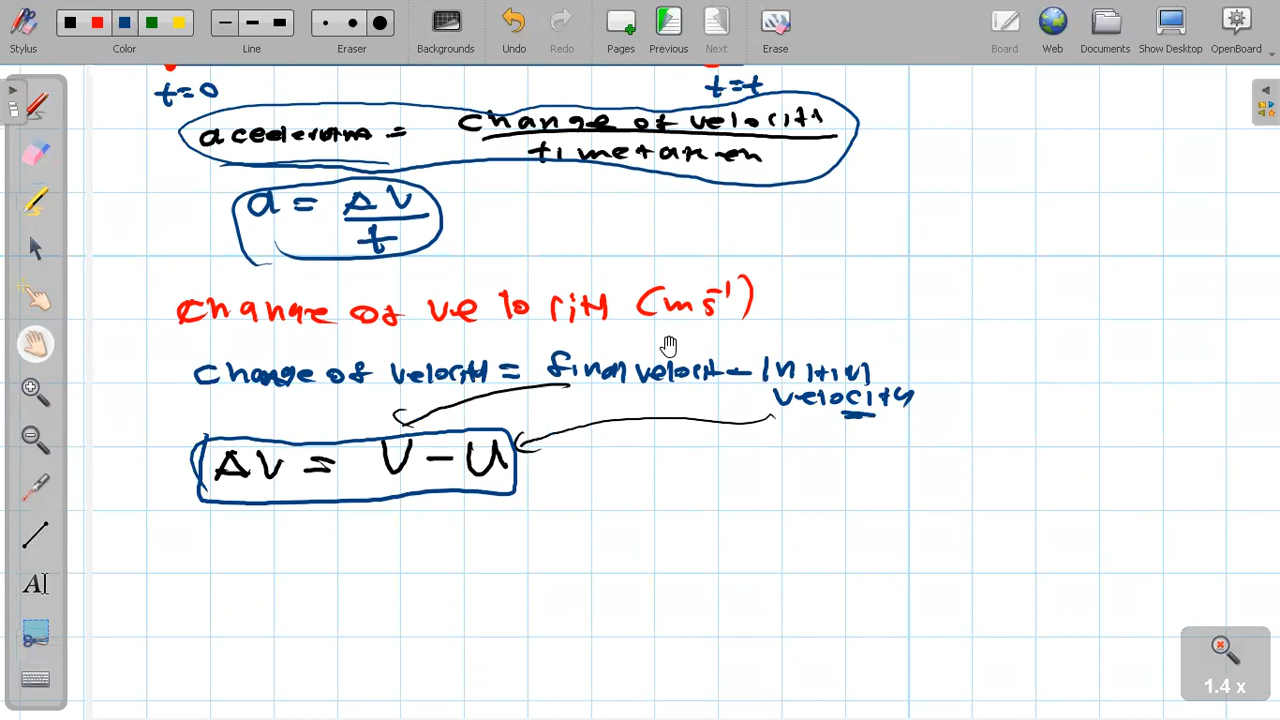 Stylus Color Line Eraser Backgrounds Undo Redo Pages Previous Next Erase Board Web Documents Show Desktop OpenBoard
t=0 t=t
= change of velocity
time taken
a = ΔV
t
Change of velocity (ms⁻¹)
Change of velocity = final velocit - Initial
velocity
ΔV = V - U
1.4 x